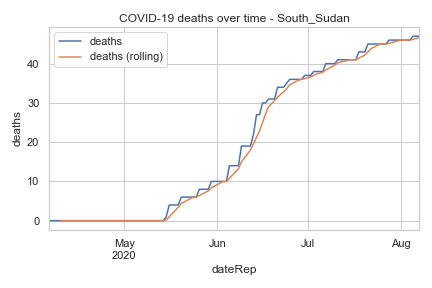 COVID-19 deaths over time - South_Sudan
deaths
deaths (rolling)
deaths
40
30
20
10
0
May
2020
Jun
Jul
Aug
dateRep